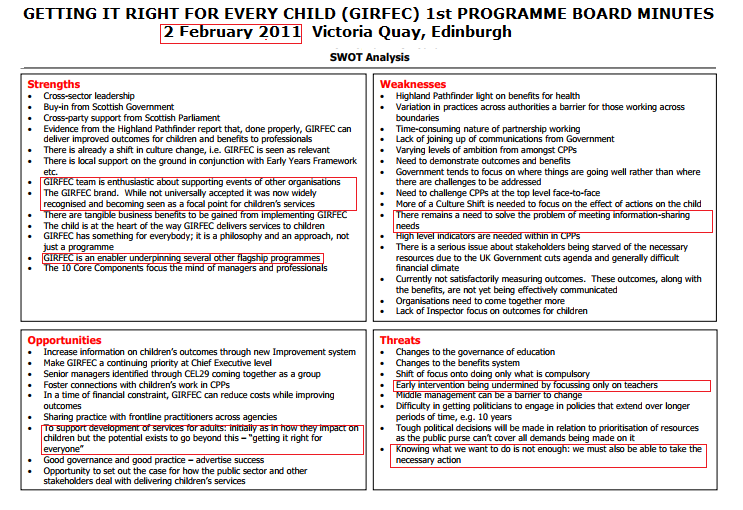 GETTING IT RIGHT FOR EVERY CHILD (GIRFEC) 1st PROGRAMME BOARD MINUTES
2 February 2011 Victoria Quay, Edinburgh
SWOT Analysis
Strengths
• Cross-sector leadership
• Buy-in from Scottish Government
• Cross-party support from Scottish Parliament
• Evidence from the Highland Pathfinder report that, done properly, GIRFEC can
deliver improved outcomes for children and benefits to professionals
• There is already a shift in culture change, i.e. GIRFEC is seen as relevant
• There is local support on the ground in conjunction with Early Years Framework
etc.
• GIRFEC team is enthusiastic about supporting events of other organisations
• The GIRFEC brand. While not universally accepted it was now widely
recognised and becoming seen as a focal point for children's services
• There are tangible business benefits to be gained from implementing GIRFEC
• The child is at the heart of the way GIRFEC delivers services to children
• GIRFEC has something for everybody; it is a philosophy and an approach, not
just a programme
• GIRFEC is an enabler underpinning several other flagship programmes
• The 10 Core Components focus the mind of managers and professionals
Weaknesses
• Highland Pathfinder light on benefits for health
• Variation in practices across authorities a barrier for those working across
boundaries
• Time-consuming nature of partnership working
• Lack of joining up of communications from Government
• Varying levels of ambition from amongst CPPs
• Need to demonstrate outcomes and benefits
• Government tends to focus on where things are going well rather than where
there are challenges to be addressed
• Need to challenge CPPs at the top level face-to-face
• More of a Culture Shift is needed to focus on the effect of actions on the child
• There remains a need to solve the problem of meeting information-sharing
needs
• High level indicators are needed within in CPPs
• There is a serious issue about stakeholders being starved of the necessary
resources due to the UK Government cuts agenda and generally difficult
financial climate
• Currently not satisfactorily measuring outcomes. These outcomes, along with
the benefits, are not yet being effectively communicated
• Organisations need to come together more
• Lack of Inspector focus on outcomes for children
Opportunities
• Increase information on children's outcomes through new Improvement system
• Make GIRFEC a continuing priority at Chief Executive level
• Senior managers identified through CEL29 coming together as a group
• Foster connections with children's work in CPPs
• In a time of financial constraint, GIRFEC can reduce costs while improving
outcomes
• Sharing practice with frontline practitioners across agencies
• To support development of services for adults: initially as in how they impact on
children but the potential exists to go beyond this – "getting it right for
everyone"
• Good governance and good practice – advertise success
• Opportunity to set out the case for how the public sector and other
stakeholders deal with delivering children's services
Threats
• Changes to the governance of education
• Changes to the benefits system
• Shift of focus onto doing only what is compulsory
• Early intervention being undermined by focussing only on teachers
• Middle management can be a barrier to change
• Difficulty in getting politicians to engage in policies that extend over longer
periods of time, e.g. 10 years
• Tough political decisions will be made in relation to prioritisation of resources
as the public purse can't cover all demands being made on it
• Knowing what we want to do is not enough: we must also be able to take the
necessary action